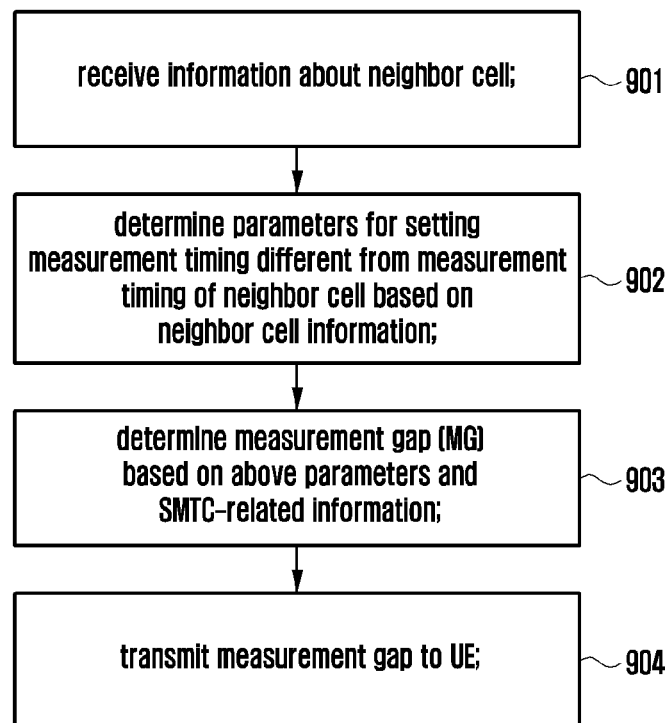 receive information about neighbor cell;
901
determine parameters for setting
measurement timing different from measurement
timing of neighbor cell based on
neighbor cell information;
902
determine measurement gap (MG)
based on above parameters and
SMTC-related information;
903
transmit measurement gap to UE;
904